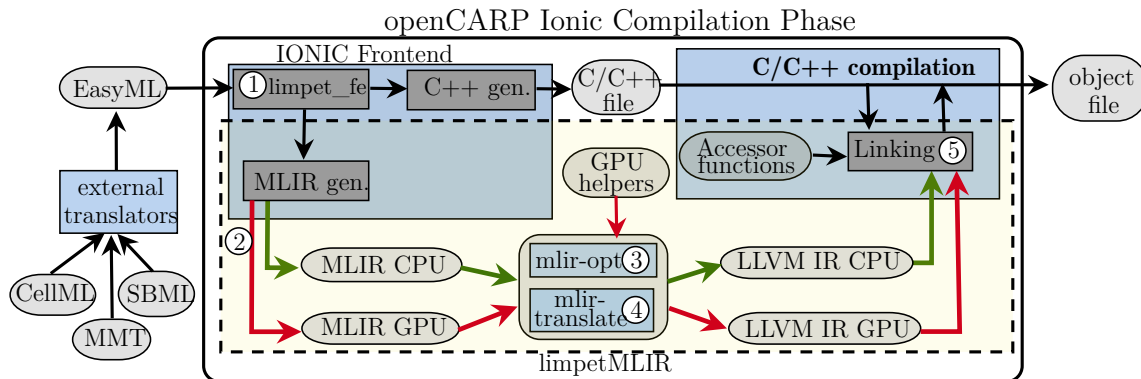 openCARP Ionic Compilation Phase
IONIC Frontend
C/C++ compilation
EasyML
1
limpet_fe
C++ gen.
C/C++
file
object
file
MLIR gen.
GPU
helpers
Accessor
functions
Linking
5
external
translators
2
CellML
SBML
MMT
MLIR CPU
MLIR GPU
mlir-opt
3
mlir-
translate
4
LLVM IR CPU
LLVM IR GPU
limpetMLIR